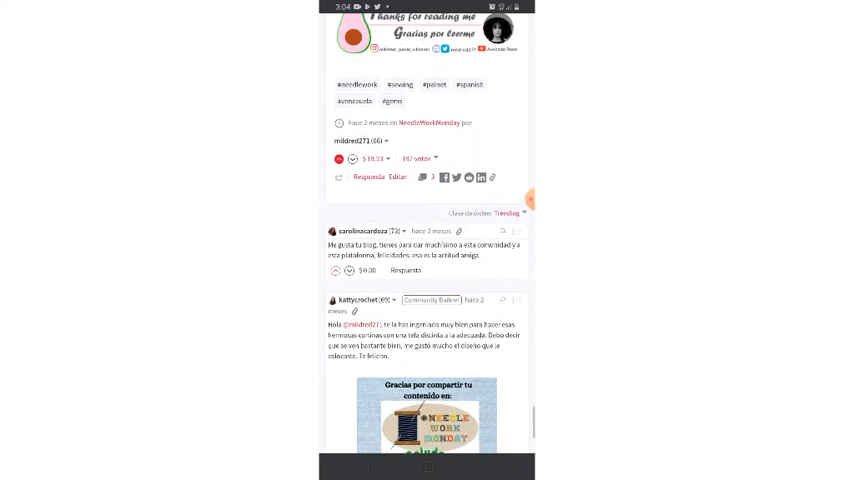 3:04
Thanks for reading me
Gracias por leerme
mildred271
#needlework #sewing #palnet #spanish
#venezuela #gems
hace 2 meses en NeedleWorkMonday por
mildred271 (66)
$ 19.23 197 votos
Respuesta Editar 3
Clase de órden: Trending
carolinacardoza (73) hace 2 meses
Me gusta tu blog, tienes para dar muchísimo a esta comunidad y a
esta plataforma, felicidades, esa es la actitud amiga.
$ 0.00 Respuesta
kattycrochet (69) Community Builder hace 2
meses
Hola @mildred271 te la has ingeniado muy bien para hacer esas
hermosas cortinas con una tela distinta a la adecuada. Debo decir
que se ven bastante bien, me gustó mucho el diseño que le
colocaste. Te felicito.
Gracias por compartir tu
contenido en:
#NEEDLE
WORK
MONDAY